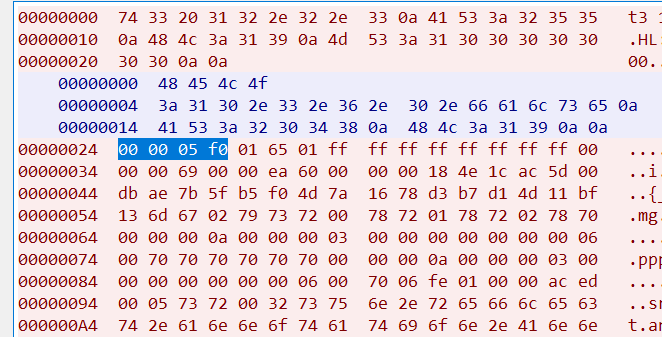 00000000 74 33 20 31 32 2e 32 2e 33 0a 41 53 3a 32 35 35 t3 1
00000010 0a 48 4c 3a 31 39 0a 4d 53 3a 31 30 30 30 30 30 .HL:
00000020 30 30 0a 0a 00..
00000000 48 45 4c 4f
00000004 3a 31 30 2e 33 2e 36 2e 30 2e 66 61 6c 73 65 0a
00000014 41 53 3a 32 30 34 38 0a 48 4c 3a 31 39 0a 0a
00000024 00 00 05 f0 01 65 01 ff ff ff ff ff ff ff ff 00 ....
00000034 00 00 69 00 00 ea 60 00 00 00 18 4e 1c ac 5d 00 ..i.
00000044 db ae 7b 5f b5 f0 4d 7a 16 78 d3 b7 d1 4d 11 bf ..{_
00000054 13 6d 67 02 79 73 72 00 78 72 01 78 72 02 78 70 .mg.
00000064 00 00 00 0a 00 00 00 03 00 00 00 00 00 00 00 06 ....
00000074 00 70 70 70 70 70 70 00 00 00 0a 00 00 00 03 00 .ppp
00000084 00 00 00 00 00 00 06 00 70 06 fe 01 00 00 ac ed ....
00000094 00 05 73 72 00 32 73 75 6e 2e 72 65 66 6c 65 63 ..sr
000000A4 74 2e 61 6e 6e 6f 74 61 74 69 6f 6e 2e 41 6e 6e t.an